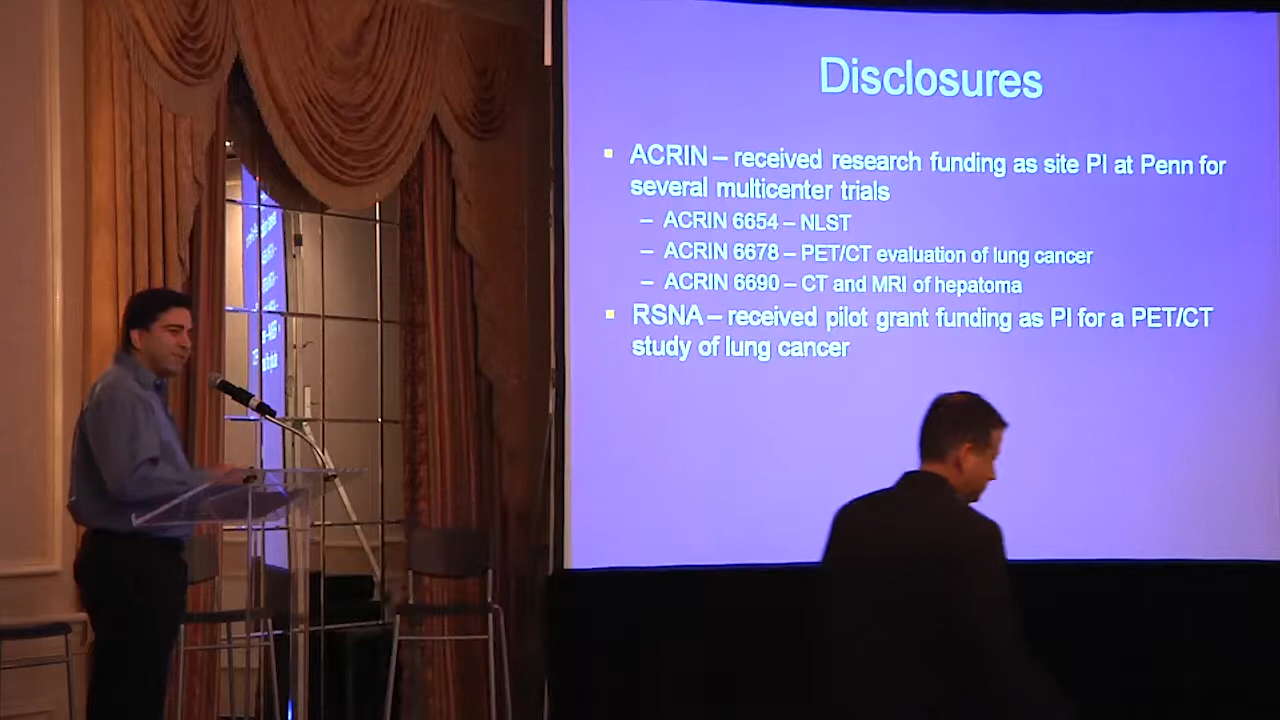 Disclosures
ACRIN – received research funding as site PI at Penn for
several multicenter trials
– ACRIN 6654 – NLST
– ACRIN 6678 – PET/CT evaluation of lung cancer
– ACRIN 6690 – CT and MRI of hepatoma
RSNA – received pilot grant funding as PI for a PET/CT
study of lung cancer